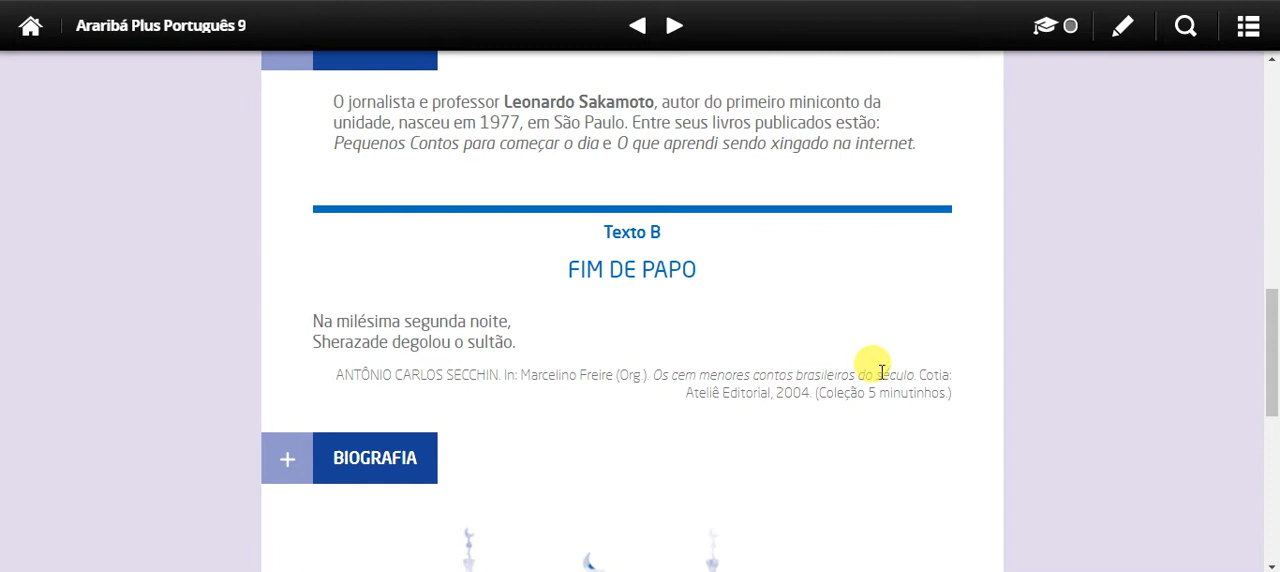 Araribá Plus Português 9
O jornalista e professor Leonardo Sakamoto, autor do primeiro miniconto da
unidade, nasceu em 1977, em São Paulo. Entre seus livros publicados estão:
Pequenos Contos para começar o dia e O que aprendi sendo xingado na internet.
Texto B
FIM DE PAPO
Na milésima segunda noite,
Sherazade degolou o sultão.
ANTÔNIO CARLOS SECCHIN. In: Marcelino Freire (Org.). Os cem menores contos brasileiros do século. Cotia:
Ateliê Editorial, 2004. (Coleção 5 minutinhos.)
+ BIOGRAFIA